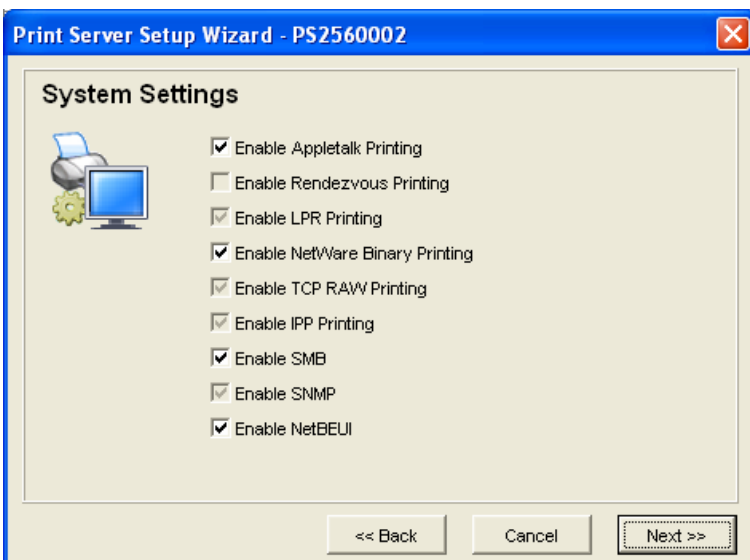 Print Server Setup Wizard - PS2560002
System Settings
Enable Appletalk Printing
Enable Rendezvous Printing
Enable LPR Printing
Enable NetWare Binary Printing
Enable TCP RAW Printing
Enable IPP Printing
Enable SMB
Enable SNMP
Enable NetBEUI
<< Back
Cancel
Next >>